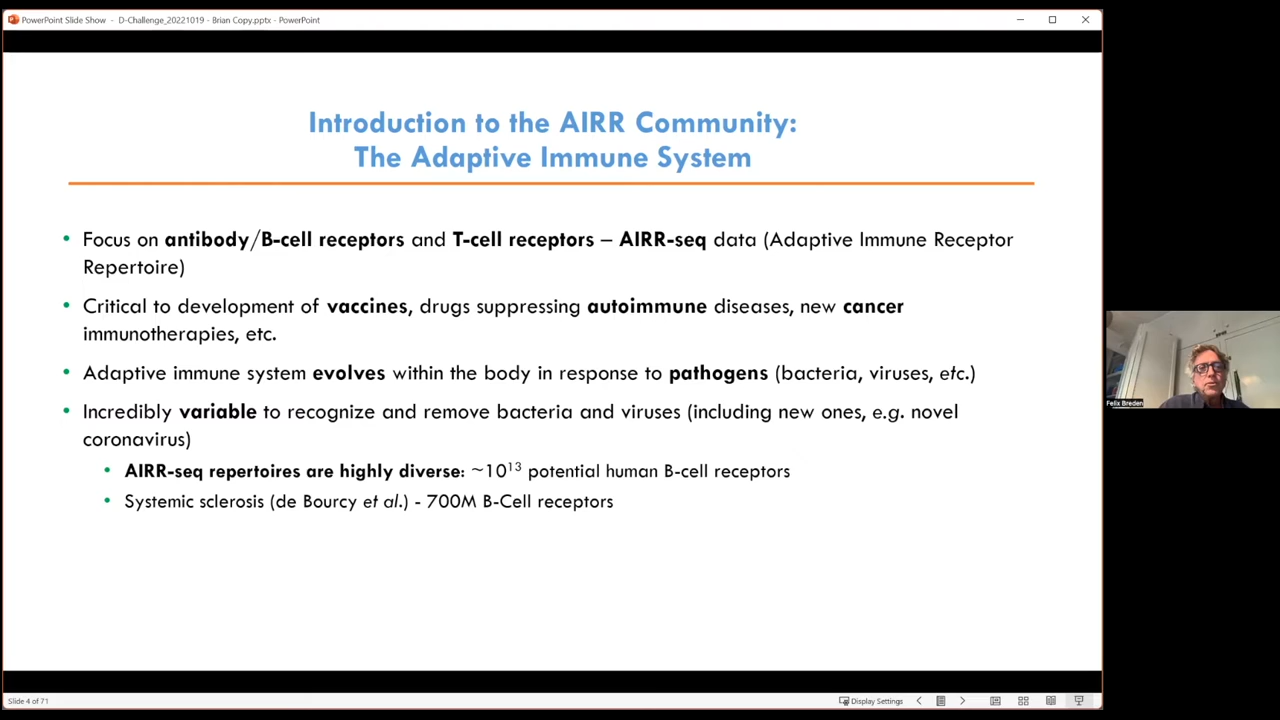 PowerPoint Slide Show - D-Challenge_20221019 - Brian Copy.pptx - PowerPoint
Introduction to the AIRR Community:
The Adaptive Immune System
• Focus on antibody/B-cell receptors and T-cell receptors – AIRR-seq data (Adaptive Immune Receptor
Repertoire)
• Critical to development of vaccines, drugs suppressing autoimmune diseases, new cancer
immunotherapies, etc.
• Adaptive immune system evolves within the body in response to pathogens (bacteria, viruses, etc.)
• Incredibly variable to recognize and remove bacteria and viruses (including new ones, e.g. novel
coronavirus)
• AIRR-seq repertoires are highly diverse: ~10¹³ potential human B-cell receptors
• Systemic sclerosis (de Bourcy et al.) - 700M B-Cell receptors
Felix Breden
Slide 4 of 71
Display Settings